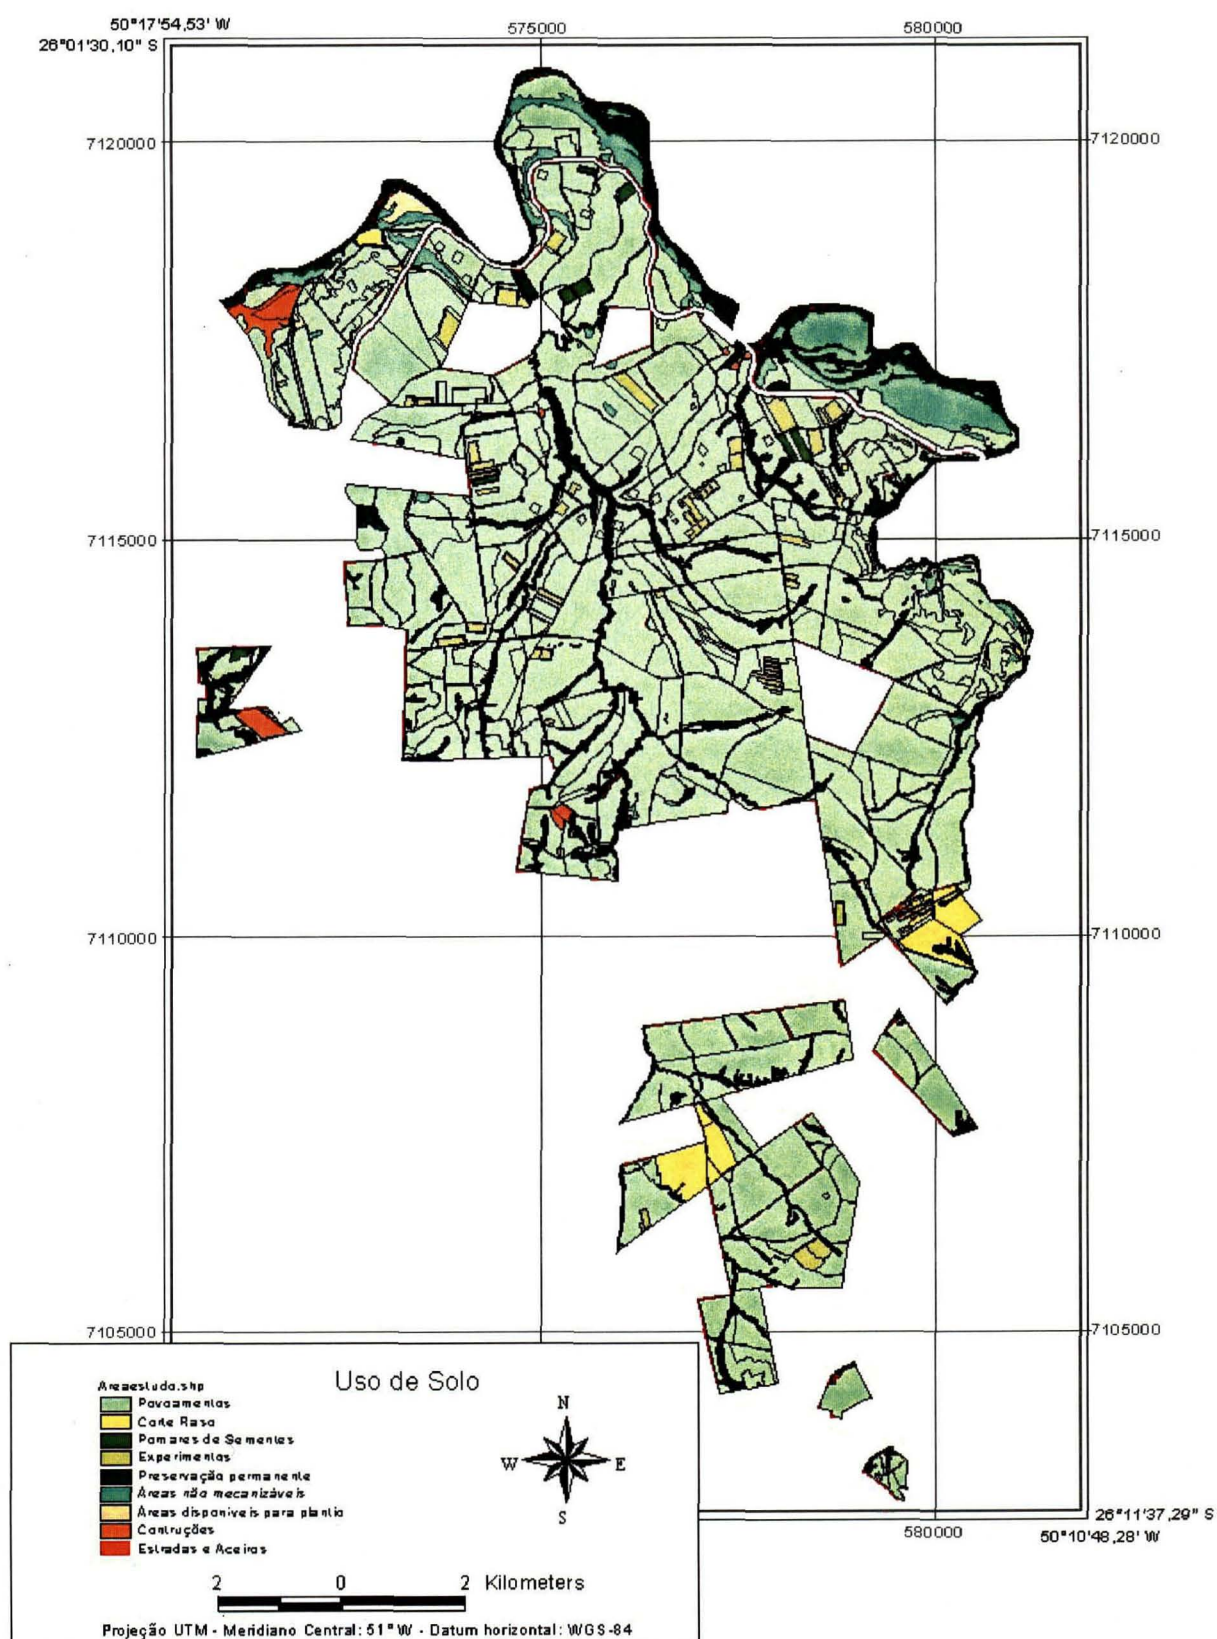 50°17'54,53' W
575000
580000
26°01'30,10" S
7120000
7120000
7115000
7115000
7110000
7110000
7105000
7105000
Uso de Solo
Areaestudo.shp
Povoamentos
Corte Raso
Pomares de Sementes
Experimentos
Preservação permanente
Áreas não mecanizáveis
Áreas disponíveis para plantio
Contruções
Estradas e Aceiros
N
W
E
S
580000
26°11'37,29" S
50°10'48,28' W
2 0 2 Kilometers
Projeção UTM - Meridiano Central: 51° W - Datum horizontal: WGS-84